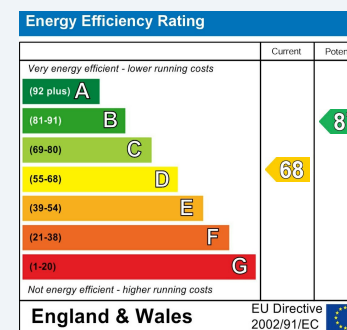 Energy Efficiency Rating
Current
Very energy efficient - lower running costs
(92 plus) A
(81-91) B
(69-80) C
(55-68) D
68
(39-54) E
(21-38) F
(1-20) G
Not energy efficient - higher running costs
England & Wales
EU Directive
2002/91/EC